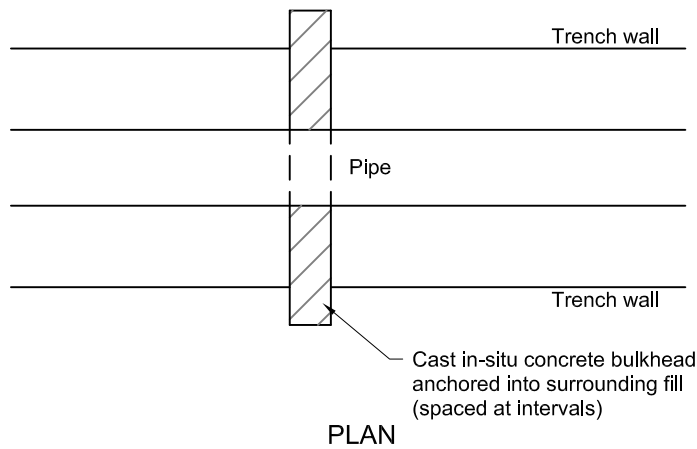 Trench wall
Pipe
Trench wall
Cast in-situ concrete bulkhead
anchored into surrounding fill
(spaced at intervals)
PLAN